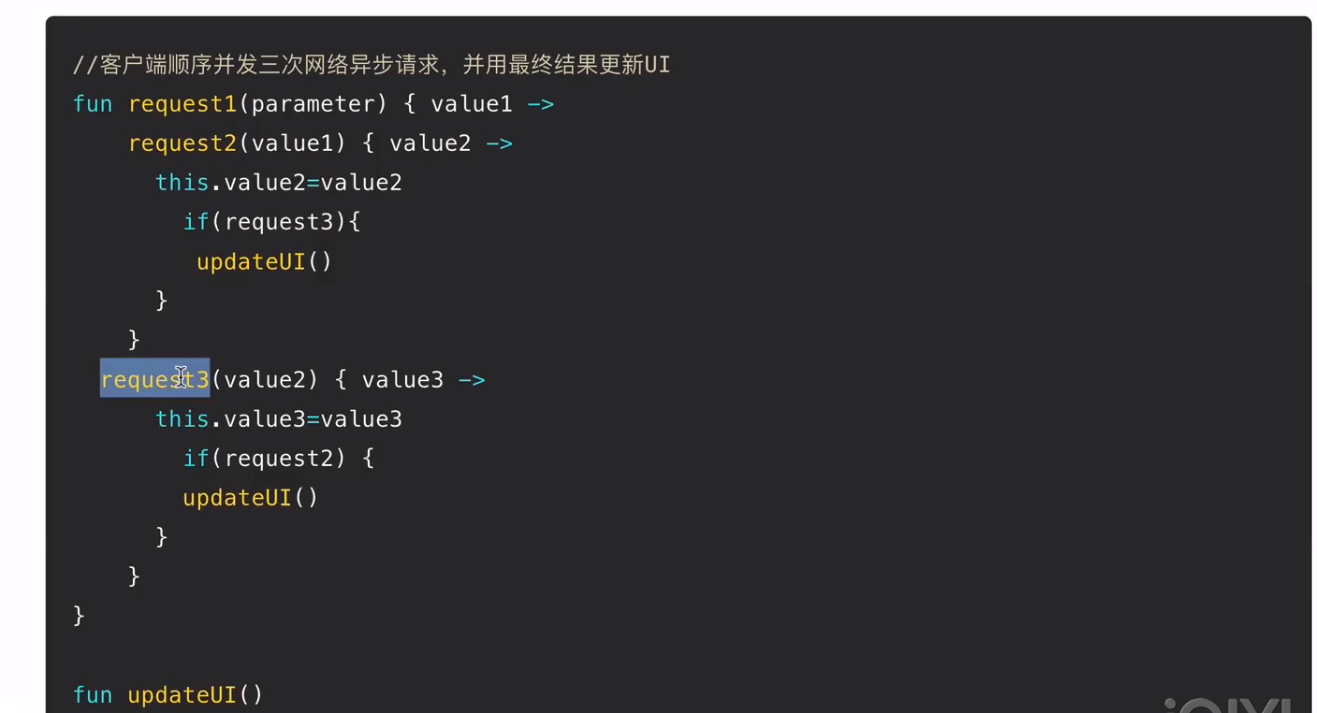 //客户端顺序并发三次网络异步请求，并用最终结果更新UI
fun request1(parameter) { value1 ->
request2(value1) { value2 ->
this.value2=value2
if(request3){
updateUI()
}
}
request3(value2) { value3 ->
this.value3=value3
if(request2) {
updateUI()
}
}
}
fun updateUI()